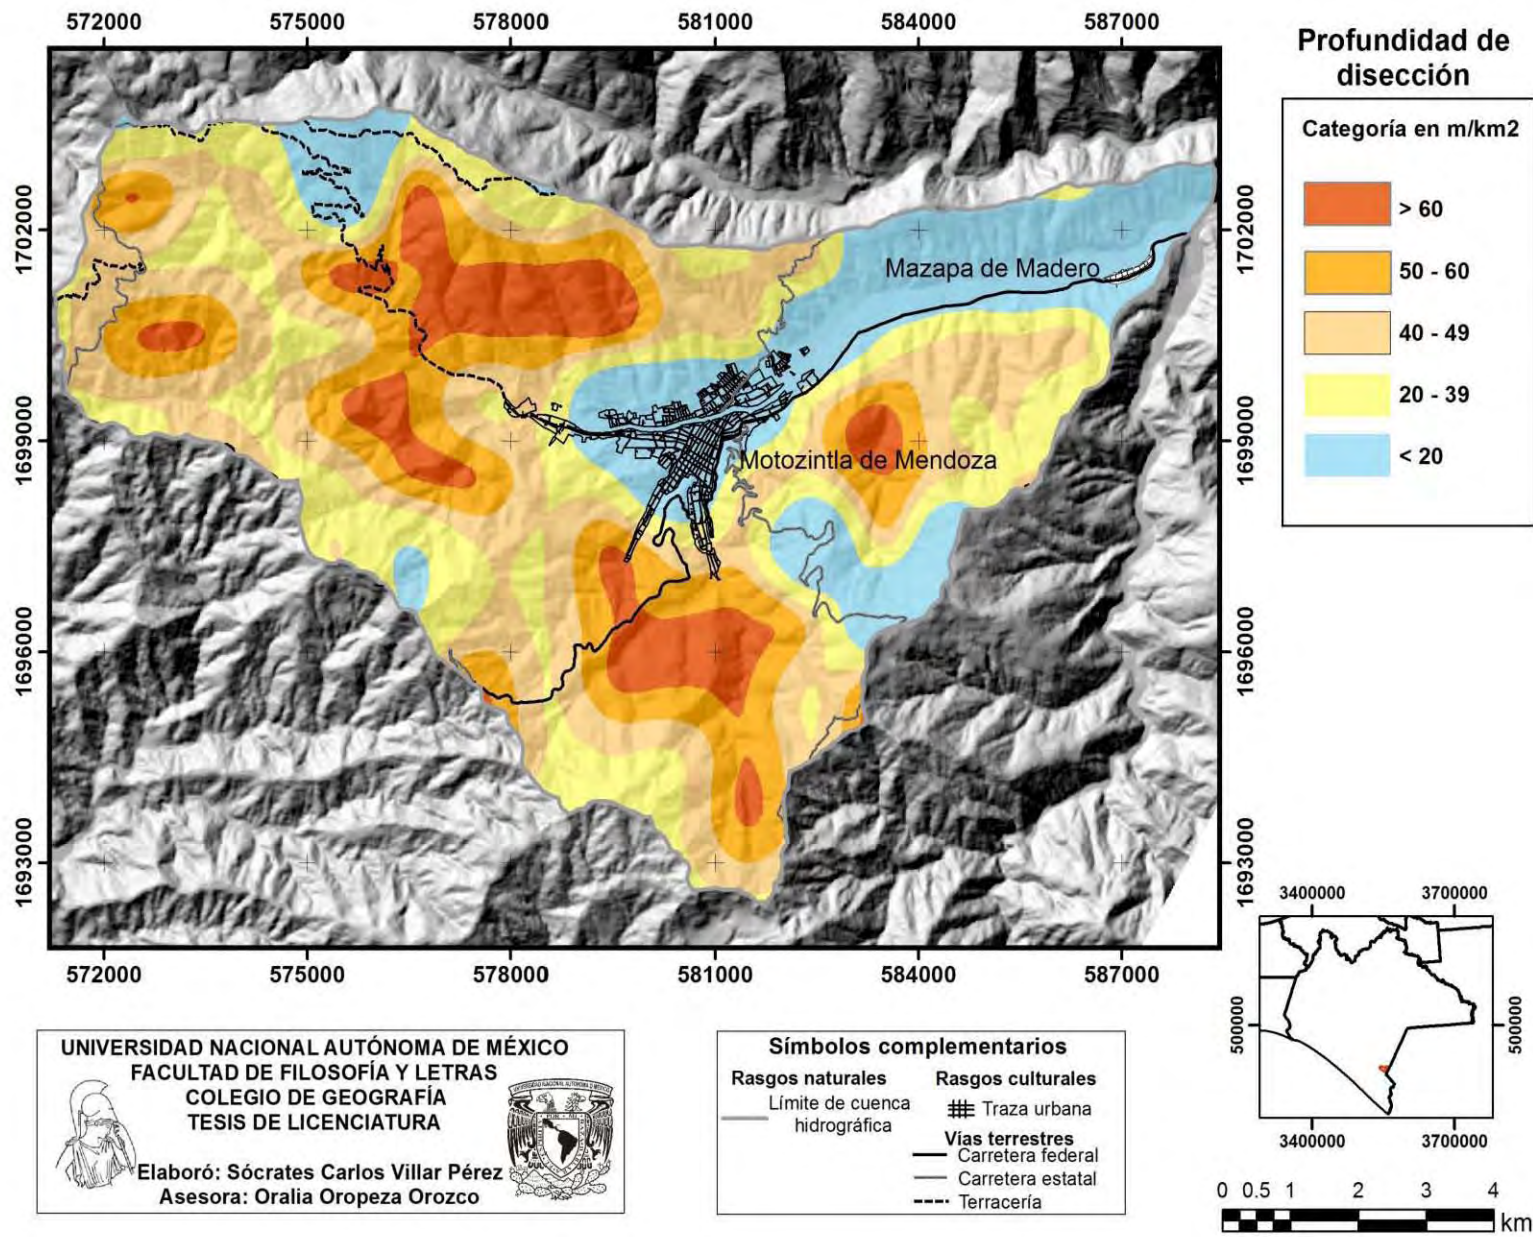 572000 575000 578000 581000 584000 587000
Profundidad de
disección
Categoría en m/km2
> 60
50 - 60
40 - 49
20 - 39
< 20
1702000
1699000
1696000
1693000
1702000
1699000
1696000
1693000
Mazapa de Madero
Motozintla de Mendoza
572000 575000 578000 581000 584000 587000
3400000 3700000
500000
500000
3400000 3700000
UNIVERSIDAD NACIONAL AUTÓNOMA DE MÉXICO
FACULTAD DE FILOSOFÍA Y LETRAS
COLEGIO DE GEOGRAFÍA
TESIS DE LICENCIATURA
Elaboró: Sócrates Carlos Villar Pérez
Asesora: Oralia Oropeza Orozco
Símbolos complementarios
Rasgos naturales
Límite de cuenca
hidrográfica
Rasgos culturales
Traza urbana
Vías terrestres
Carretera federal
Carretera estatal
Terracería
0 0.5 1 2 3 4
km